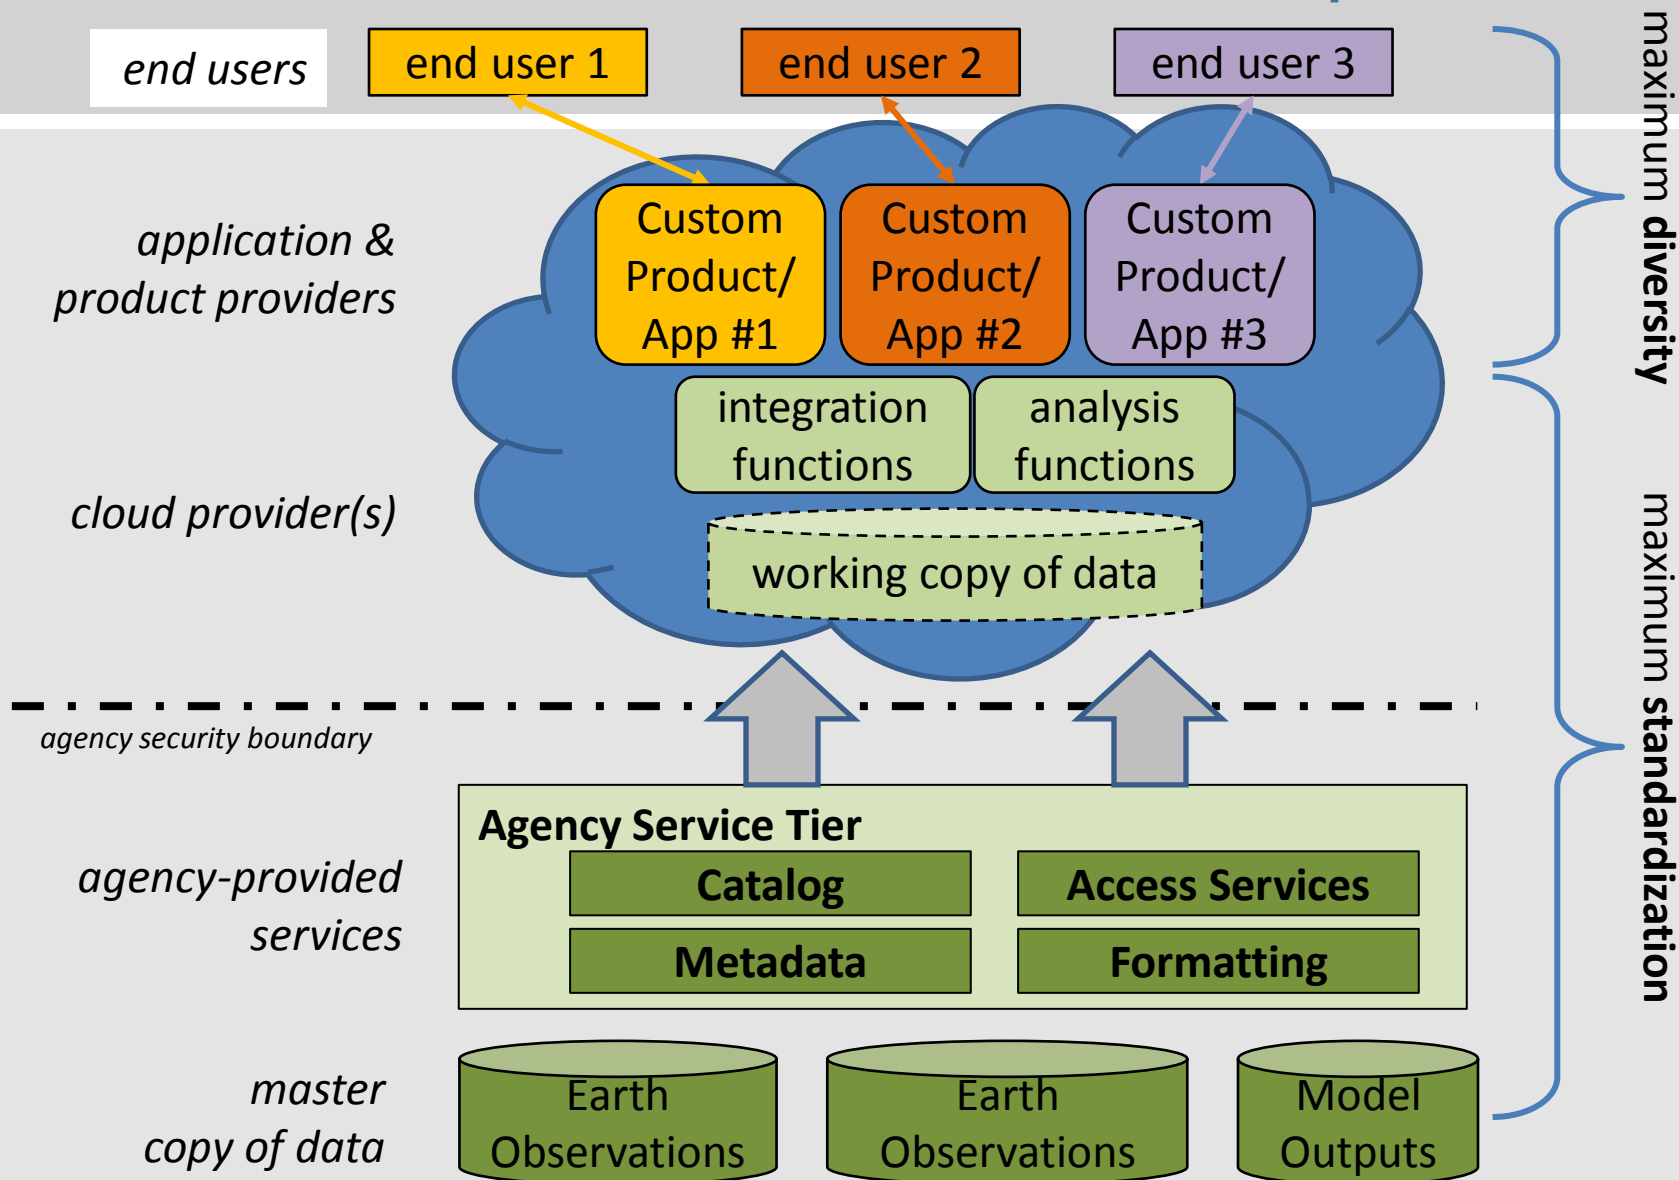 end users
end user 1
end user 2
end user 3
maximum diversity
application &
product providers
Custom
Product/
App #1
Custom
Product/
App #2
Custom
Product/
App #3
integration
functions
analysis
functions
cloud provider(s)
working copy of data
maximum standardization
agency security boundary
Agency Service Tier
agency-provided
services
Catalog
Access Services
Metadata
Formatting
master
copy of data
Earth
Observations
Earth
Observations
Model
Outputs